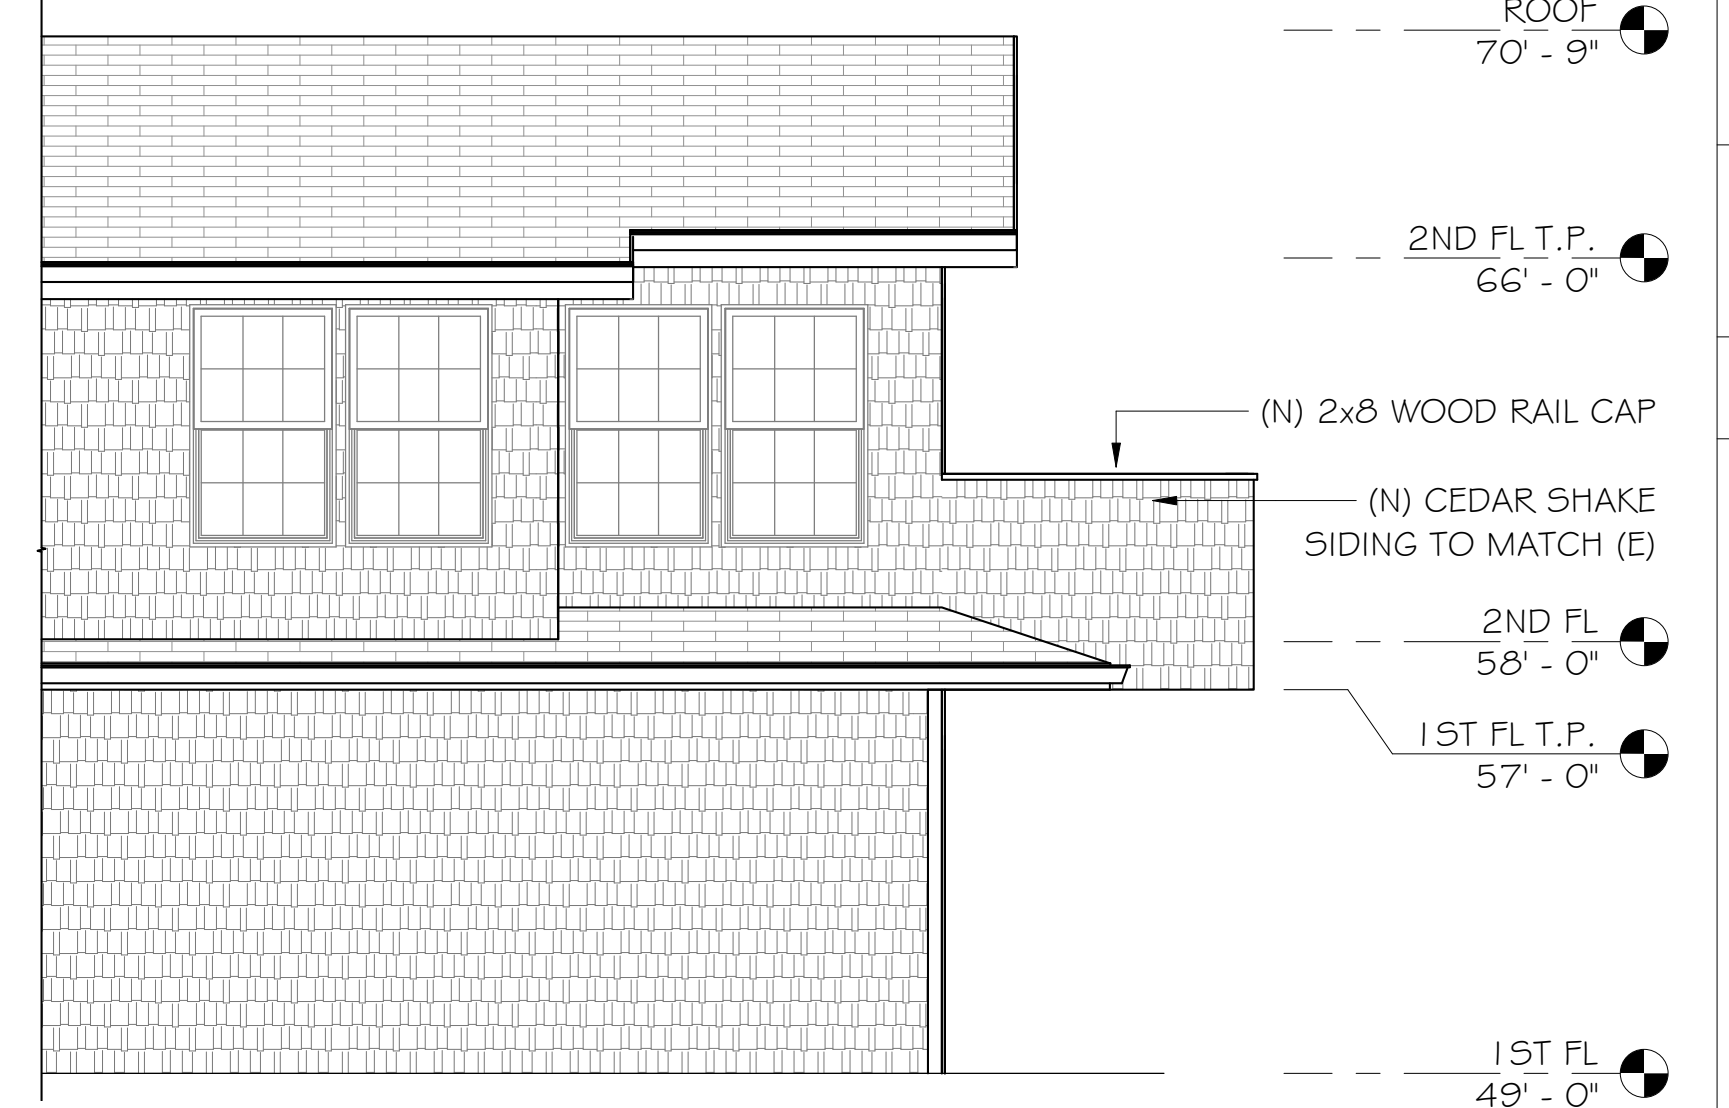 ROOF
70' - 9"
2ND FL T.P.
66' - 0"
(N) 2x8 WOOD RAIL CAP
(N) CEDAR SHAKE
SIDING TO MATCH (E)
2ND FL
58' - 0"
1ST FL T.P.
57' - 0"
1ST FL
49' - 0"